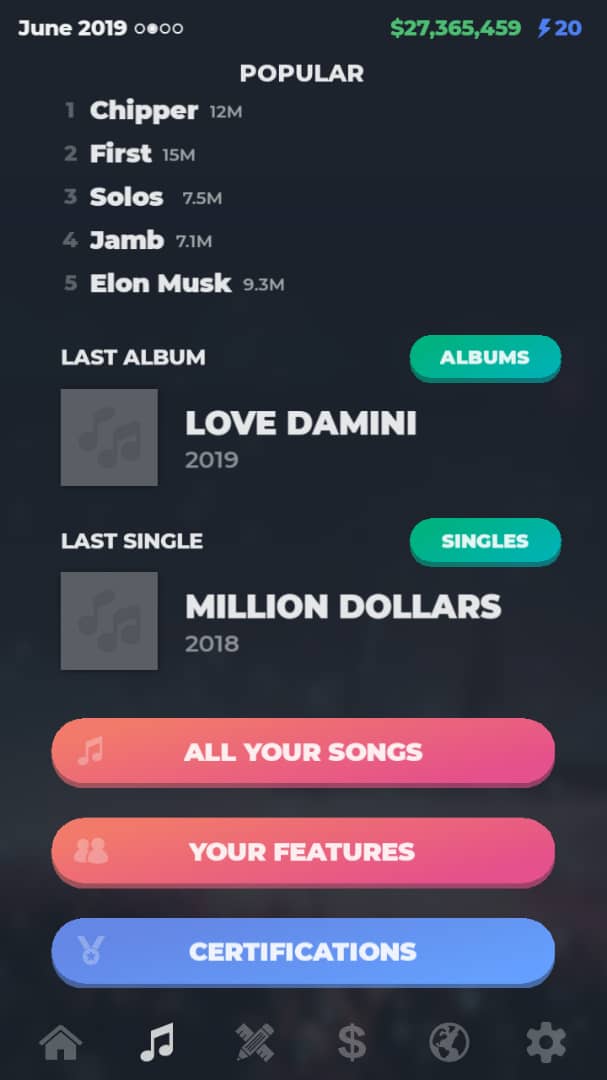 June 2019 $27,365,459 20
POPULAR
1 Chipper 12M
2 First 15M
3 Solos 7.5M
4 Jamb 7.1M
5 Elon Musk 9.3M
LAST ALBUM ALBUMS
LOVE DAMINI
2019
LAST SINGLE SINGLES
MILLION DOLLARS
2018
ALL YOUR SONGS
YOUR FEATURES
CERTIFICATIONS
$